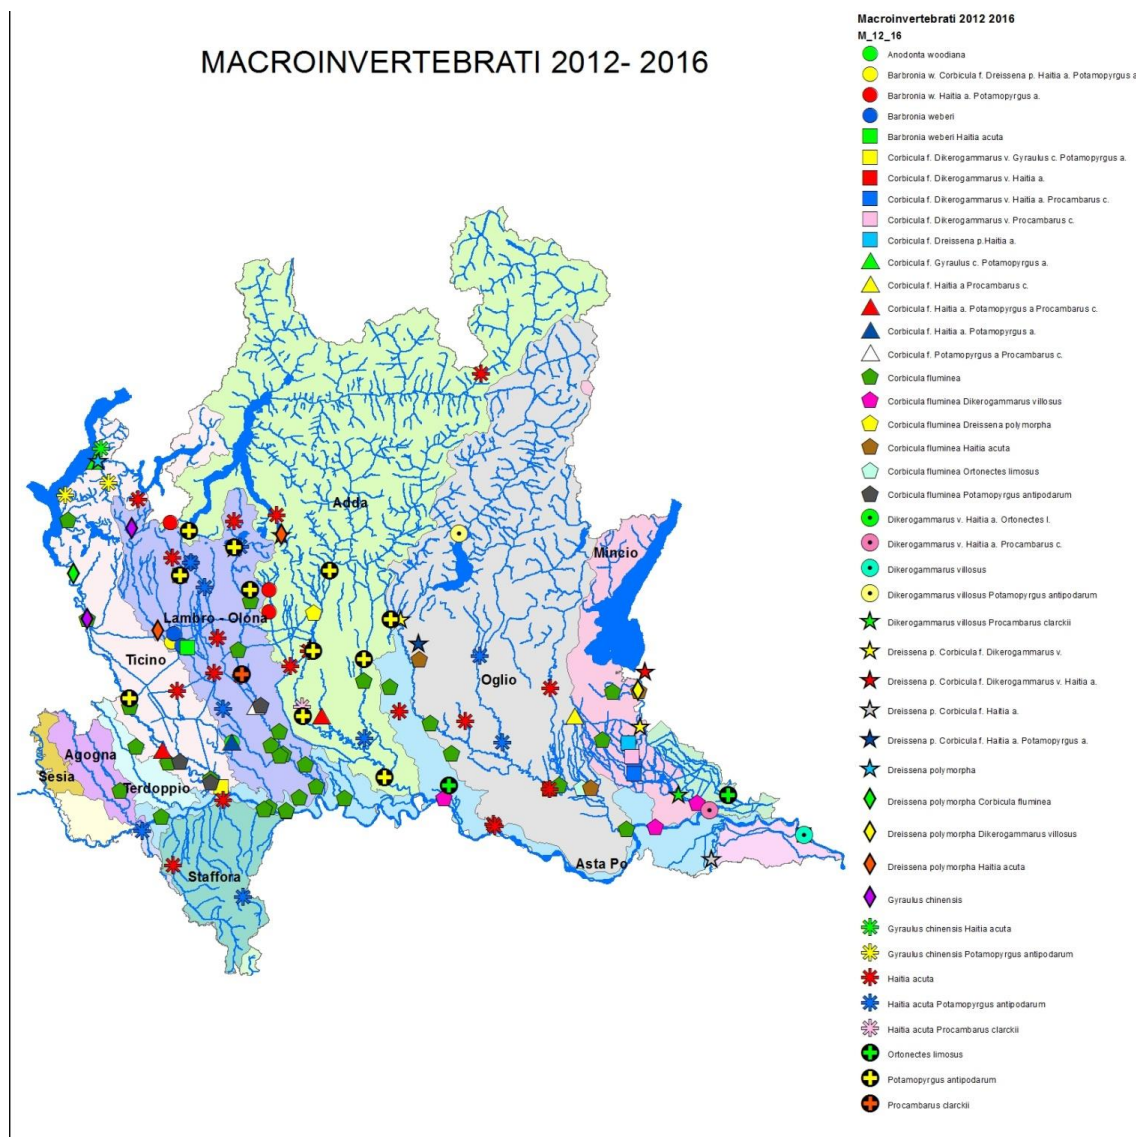 MACROINVERTEBRATI 2012- 2016
Macroinvertebrati 2012 2016
M_12_16
Anodonta woodiana
Barbronia w. Corbicula f. Dreissena p. Haitia a. Potamopyrgus a
Barbronia w. Haitia a. Potamopyrgus a.
Barbronia weberi
Barbronia weberi Haitia acuta
Corbicula f. Dikerogammarus v. Gyraulus c. Potamopyrgus a.
Corbicula f. Dikerogammarus v. Haitia a.
Corbicula f. Dikerogammarus v. Haitia a. Procambarus c.
Corbicula f. Dikerogammarus v. Procambarus c.
Corbicula f. Dreissena p.Haitia a.
Corbicula f. Gyraulus c. Potamopyrgus a.
Corbicula f. Haitia a Procambarus c.
Corbicula f. Haitia a. Potamopyrgus a Procambarus c.
Corbicula f. Haitia a. Potamopyrgus a.
Corbicula f. Potamopyrgus a Procambarus c.
Corbicula fluminea
Corbicula fluminea Dikerogammarus villosus
Corbicula fluminea Dreissena polymorpha
Corbicula fluminea Haitia acuta
Corbicula fluminea Ortonectes limosus
Corbicula fluminea Potamopyrgus antipodarum
Dikerogammarus v. Haitia a. Ortonectes l.
Dikerogammarus v. Haitia a. Procambarus c.
Dikerogammarus villosus
Dikerogammarus villosus Potamopyrgus antipodarum
Dikerogammarus villosus Procambarus clarckii
Dreissena p. Corbicula f. Dikerogammarus v.
Dreissena p. Corbicula f. Dikerogammarus v. Haitia a.
Dreissena p. Corbicula f. Haitia a.
Dreissena p. Corbicula f. Haitia a. Potamopyrgus a.
Dreissena polymorpha
Dreissena polymorpha Corbicula fluminea
Dreissena polymorpha Dikerogammarus villosus
Dreissena polymorpha Haitia acuta
Gyraulus chinensis
Gyraulus chinensis Haitia acuta
Gyraulus chinensis Potamopyrgus antipodarum
Haitia acuta
Haitia acuta Potamopyrgus antipodarum
Haitia acuta Procambarus clarckii
Ortonectes limosus
Potamopyrgus antipodarum
Procambarus clarckii
Adda
Mincio
Lambro - Olona
Ticino
Oglio
Agogna
Sesia
Terdoppio
Asta Po
Staffora